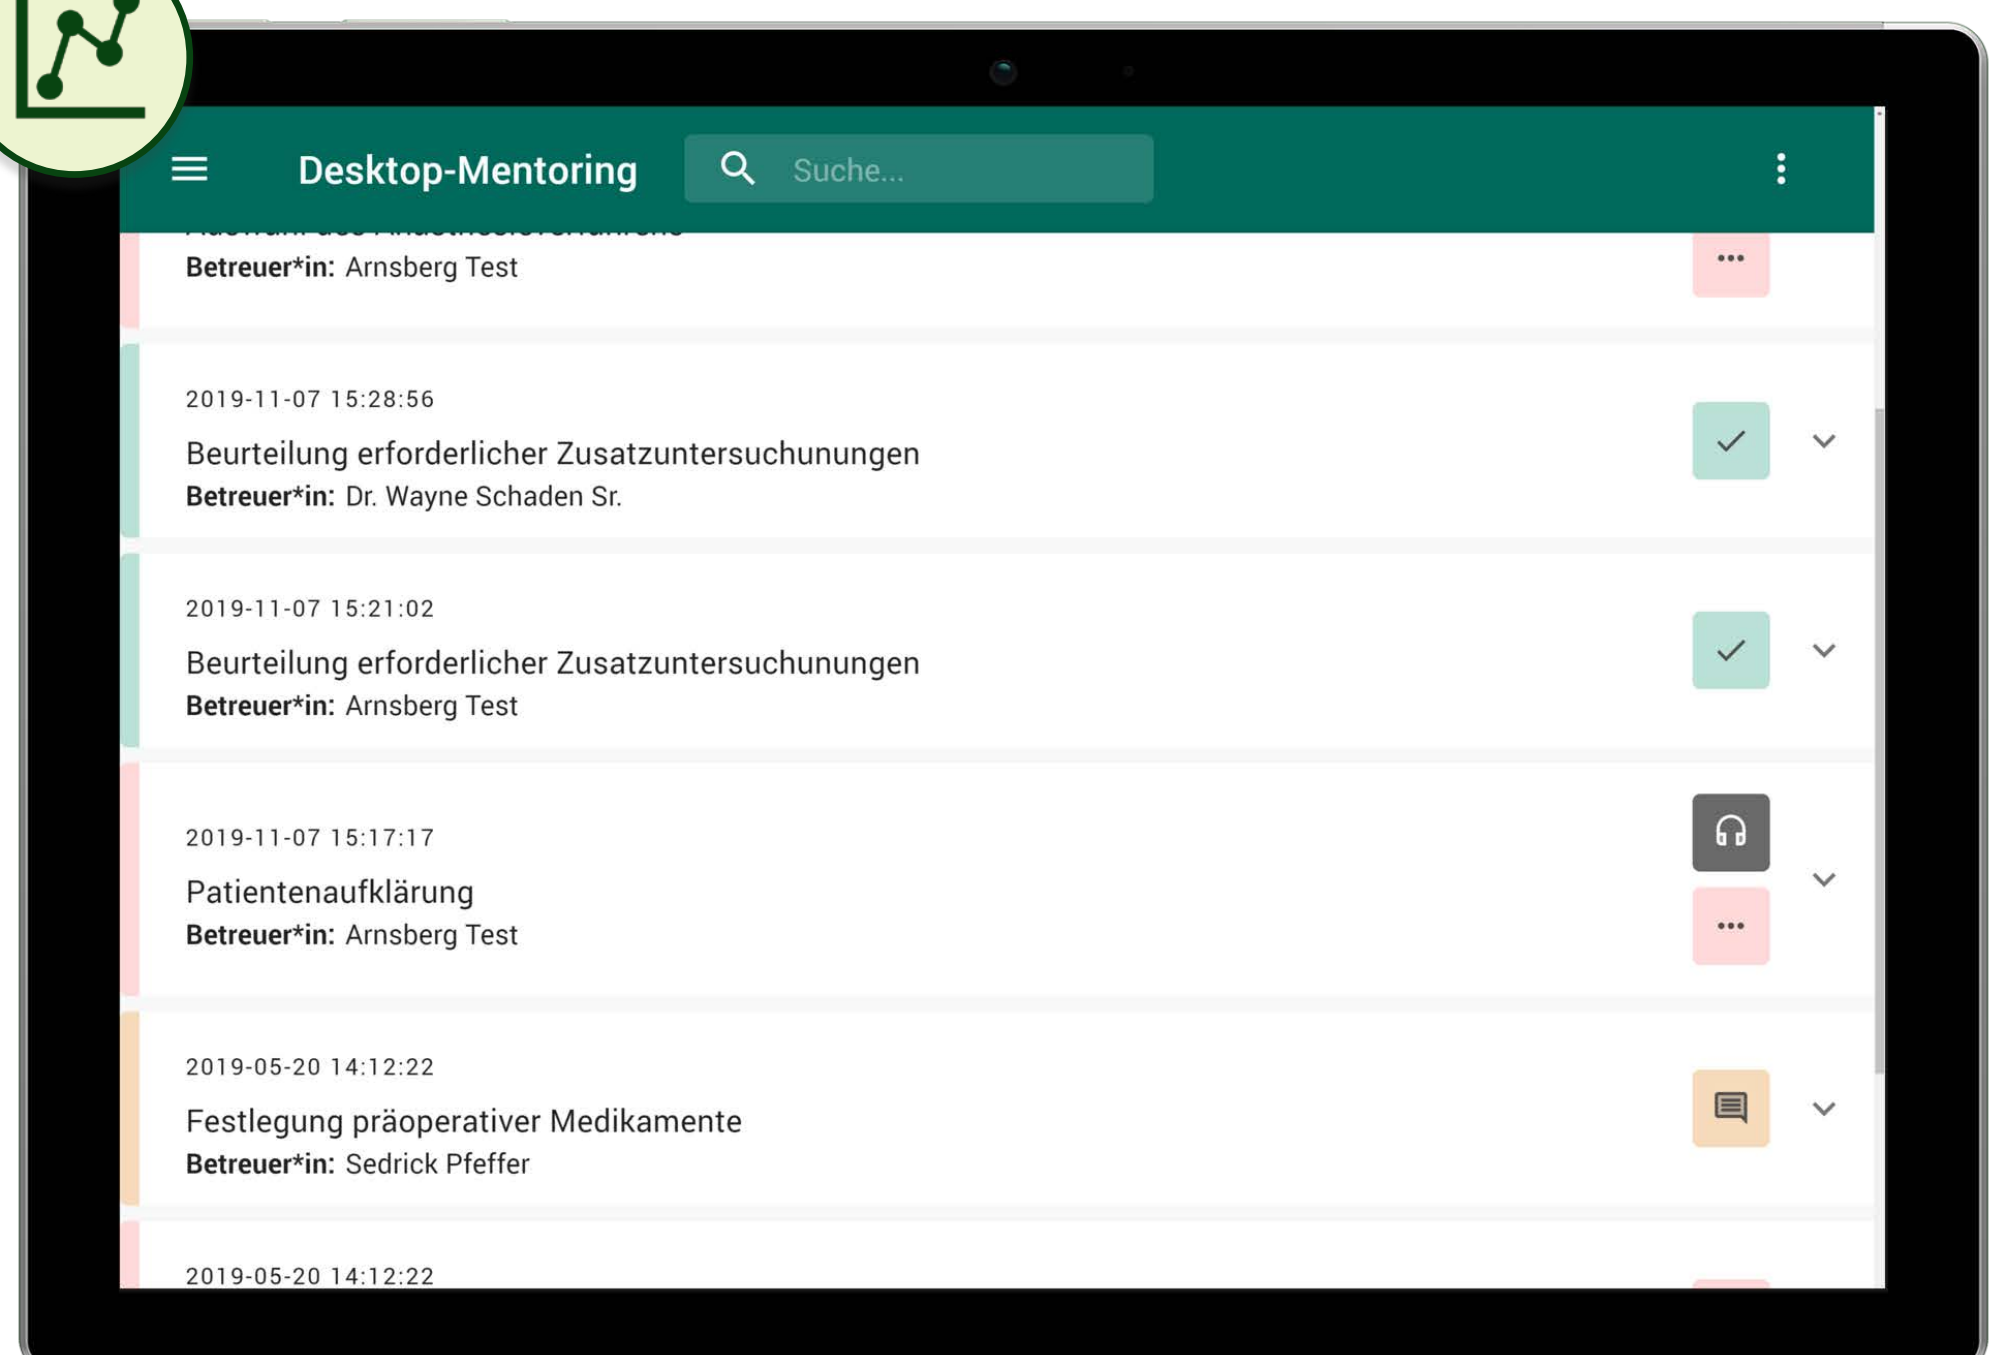 Desktop-Mentoring
Suche...
Betreuer*in: Arnsberg Test
2019-11-07 15:28:56
Beurteilung erforderlicher Zusatzuntersuchunungen
Betreuer*in: Dr. Wayne Schaden Sr.
2019-11-07 15:21:02
Beurteilung erforderlicher Zusatzuntersuchunungen
Betreuer*in: Arnsberg Test
2019-11-07 15:17:17
Patientenaufklärung
Betreuer*in: Arnsberg Test
2019-05-20 14:12:22
Festlegung präoperativer Medikamente
Betreuer*in: Sedrick Pfeffer
2019-05-20 14:12:22